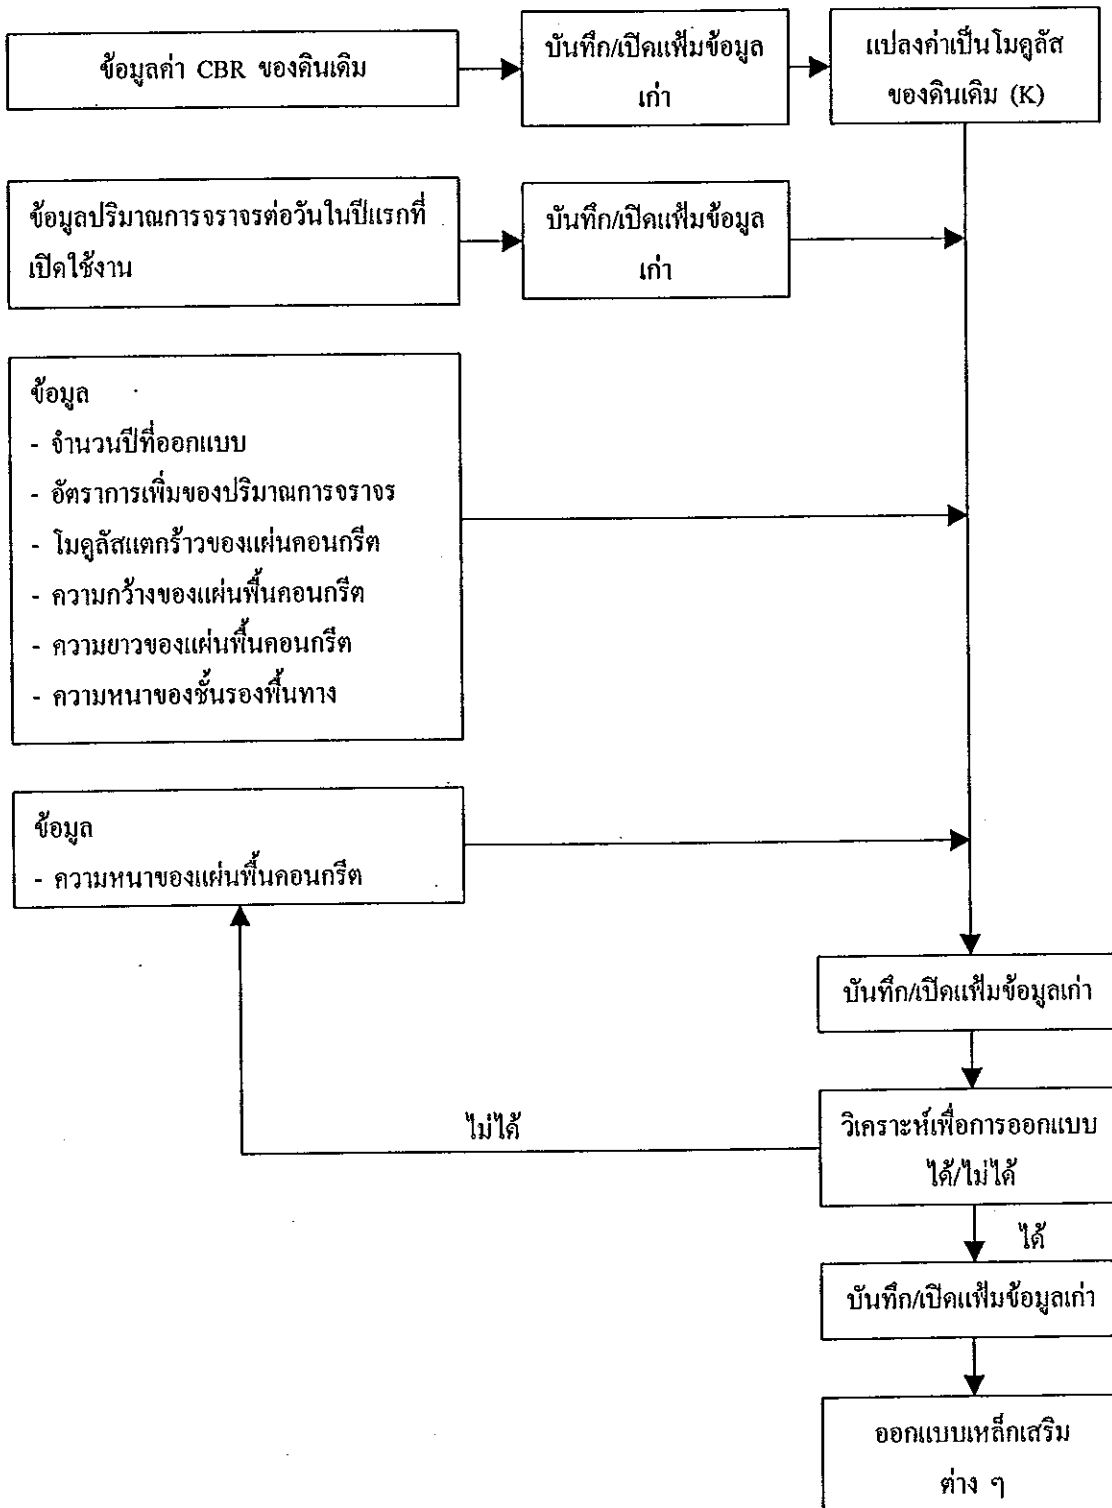 ข้อมูลค่า CBR ของดินเดิม
บันทึก/เปิดแฟ้มข้อมูล
เก่า
แปลงค่าเป็นโมดูลัส
ของดินเดิม (K)
ข้อมูลปริมาณการจราจรต่อวันในปีแรกที่
เปิดใช้งาน
บันทึก/เปิดแฟ้มข้อมูล
เก่า
ข้อมูล
- จำนวนปีที่ออกแบบ
- อัตราการเพิ่มของปริมาณการจราจร
- โมดูลัสแตกร้าวของแผ่นคอนกรีต
- ความกว้างของแผ่นพื้นคอนกรีต
- ความยาวของแผ่นพื้นคอนกรีต
- ความหนาของชั้นรองพื้นทาง
ข้อมูล
- ความหนาของแผ่นพื้นคอนกรีต
บันทึก/เปิดแฟ้มข้อมูลเก่า
ไม่ได้
วิเคราะห์เพื่อการออกแบบ
ได้/ไม่ได้
ได้
บันทึก/เปิดแฟ้มข้อมูลเก่า
ออกแบบเหล็กเสริม
ต่าง ๆ